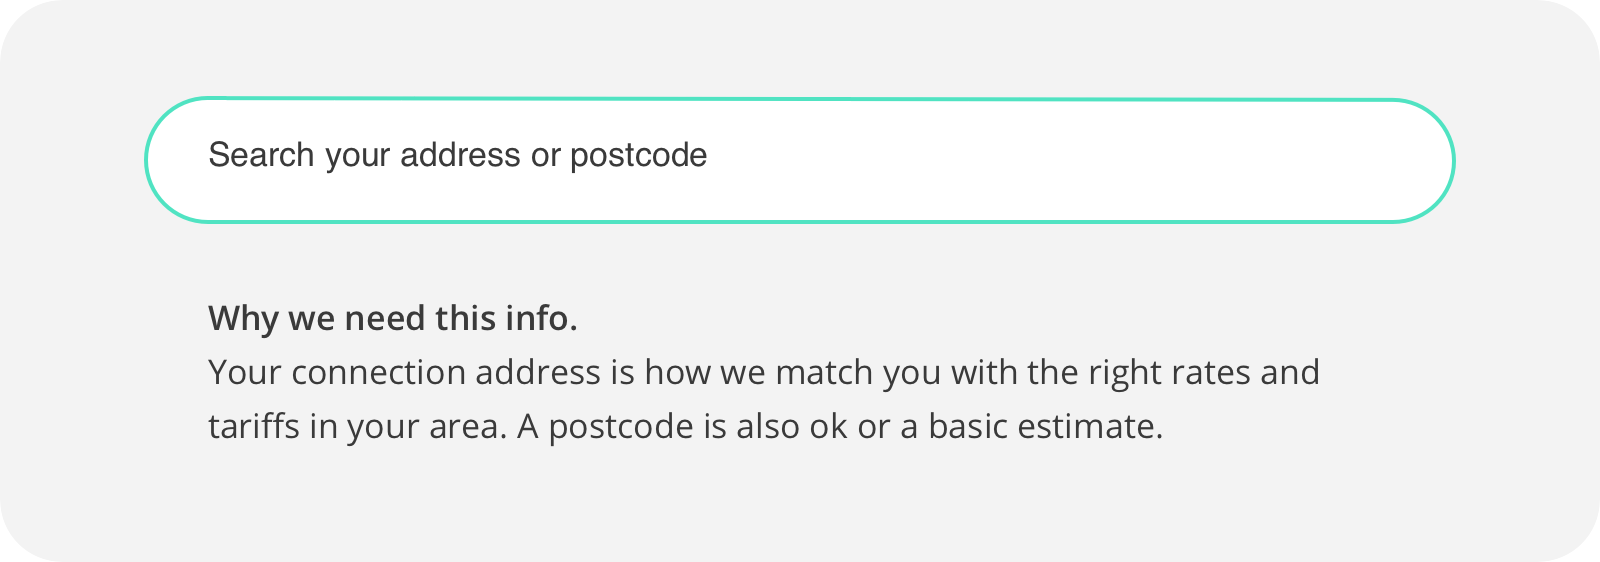 Search your address or postcode
Why we need this info.
Your connection address is how we match you with the right rates and
tariffs in your area. A postcode is also ok or a basic estimate.